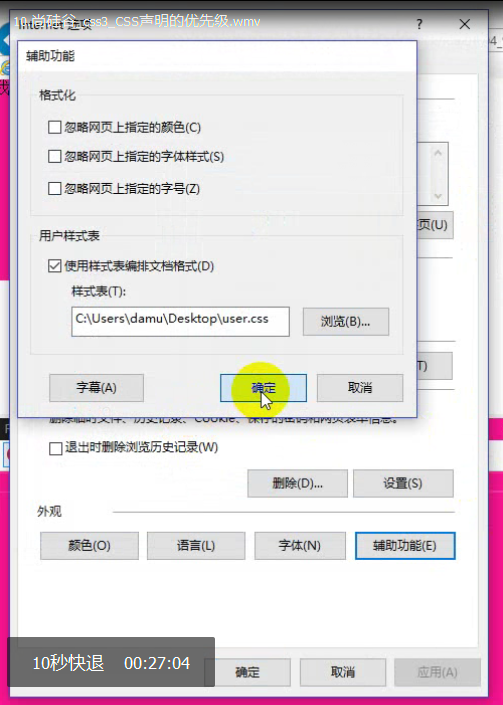 10.尚硅谷_css3_CSS声明的优先级.wmv
辅助功能
格式化
忽略网页上指定的颜色(C)
忽略网页上指定的字体样式(S)
忽略网页上指定的字号(Z)
用户样式表
使用样式表编排文档格式(D)
样式表(T):
C:\Users\damu\Desktop\user.css
浏览(B)...
字幕(A)
确定
取消
页(U)
删除临时文件、历史记录、Cookie、保存的密码和网页表单信息。
退出时删除浏览历史记录(W)
删除(D)...
设置(S)
外观
颜色(O)
语言(L)
字体(N)
辅助功能(E)
10秒快退 00:27:04
确定
取消
应用(A)